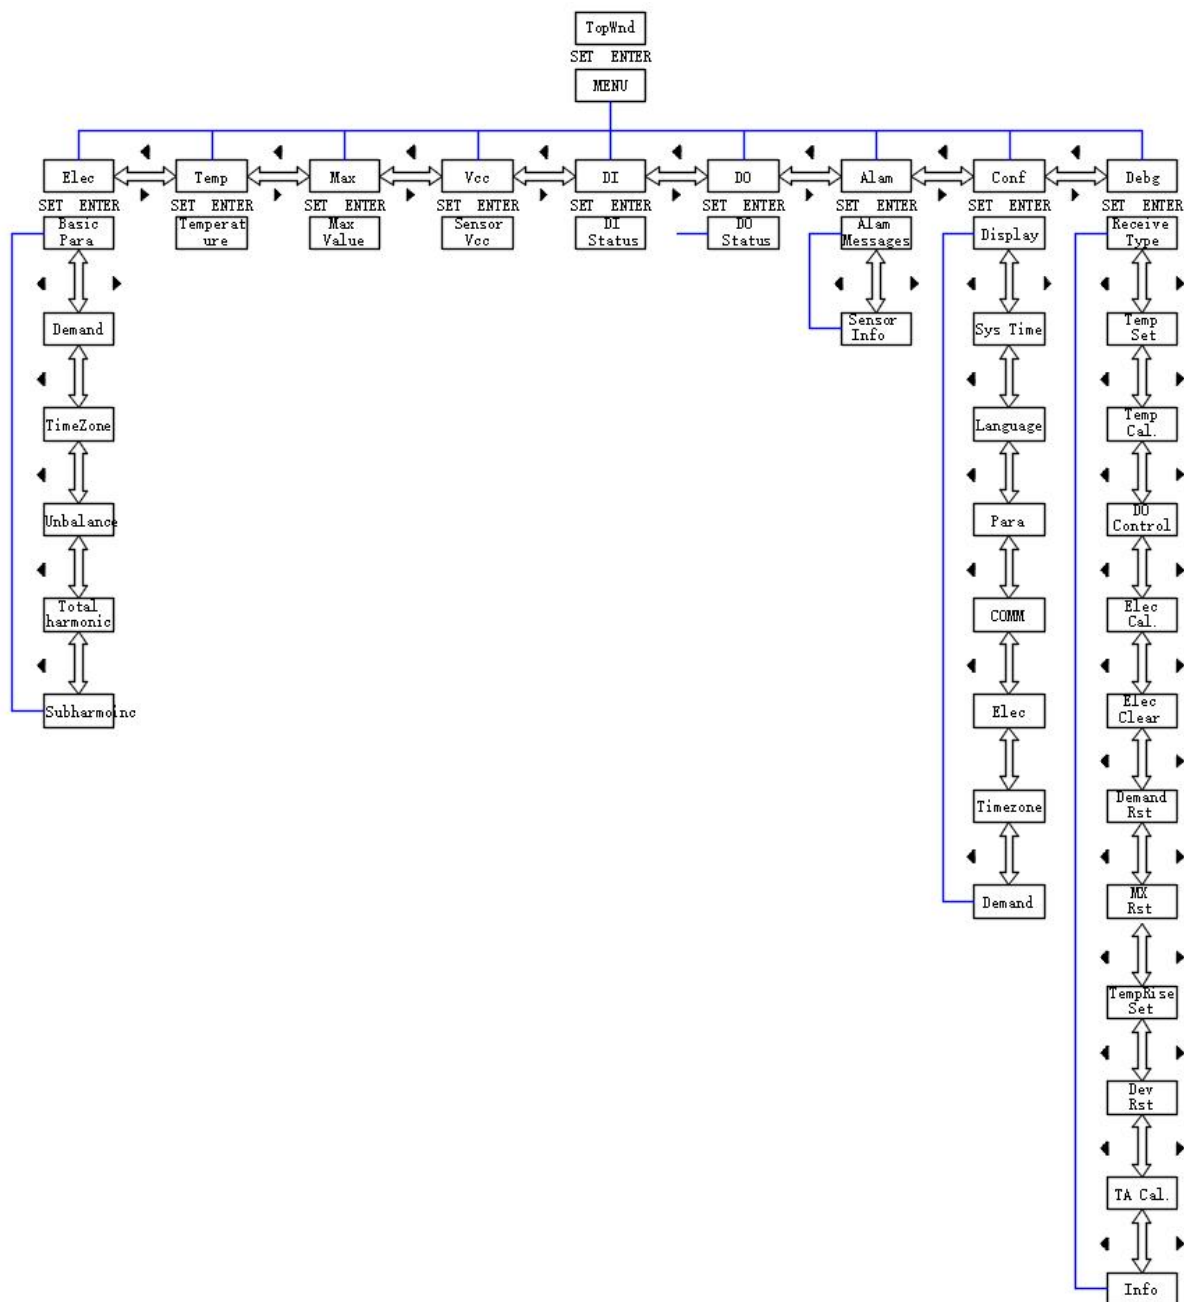 TopWnd
SET ENTER
MENU
Elec
Temp
Max
Vcc
DI
DO
Alam
Conf
Debg
SET ENTER
SET ENTER
SET ENTER
SET ENTER
SET ENTER
SET ENTER
SET ENTER
SET ENTER
SET ENTER
Basic
Para
Demand
TimeZone
Unbalance
Total
harmonic
Subharmoinc
Temperat
ure
Max
Value
Sensor
Vcc
DI
Status
DO
Status
Alam
Messages
Sensor
Info
Display
Sys Time
Language
Para
COMM
Elec
Timezone
Demand
Receive
Type
Temp
Set
Temp
Cal.
DO
Control
Elec
Cal.
Elec
Clear
Demand
Rst
MX
Rst
TempRise
Set
Dev
Rst
TA Cal.
Info